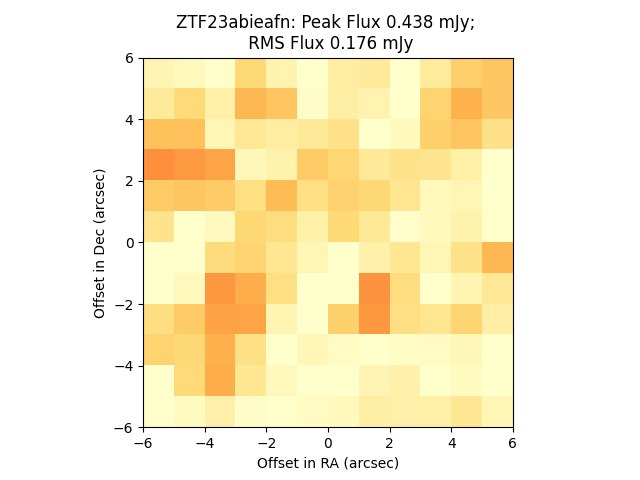 ZTF23abieafn: Peak Flux 0.438 mJy;
RMS Flux 0.176 mJy
6
4
2
0
−2
−4
−6
Offset in Dec (arcsec)
−6 −4 −2 0 2 4 6
Offset in RA (arcsec)